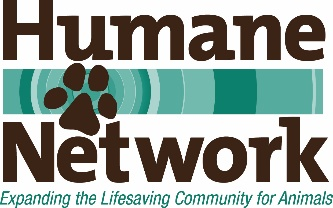 Humane
Network
Expanding the Lifesaving Community for Animals